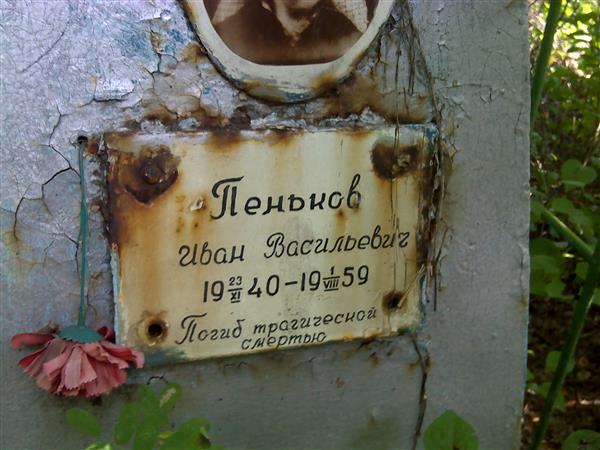 Пеньков
Иван Васильевич
19 23/XI 40 - 19 1/VIII 59
Погиб трагической
смертью